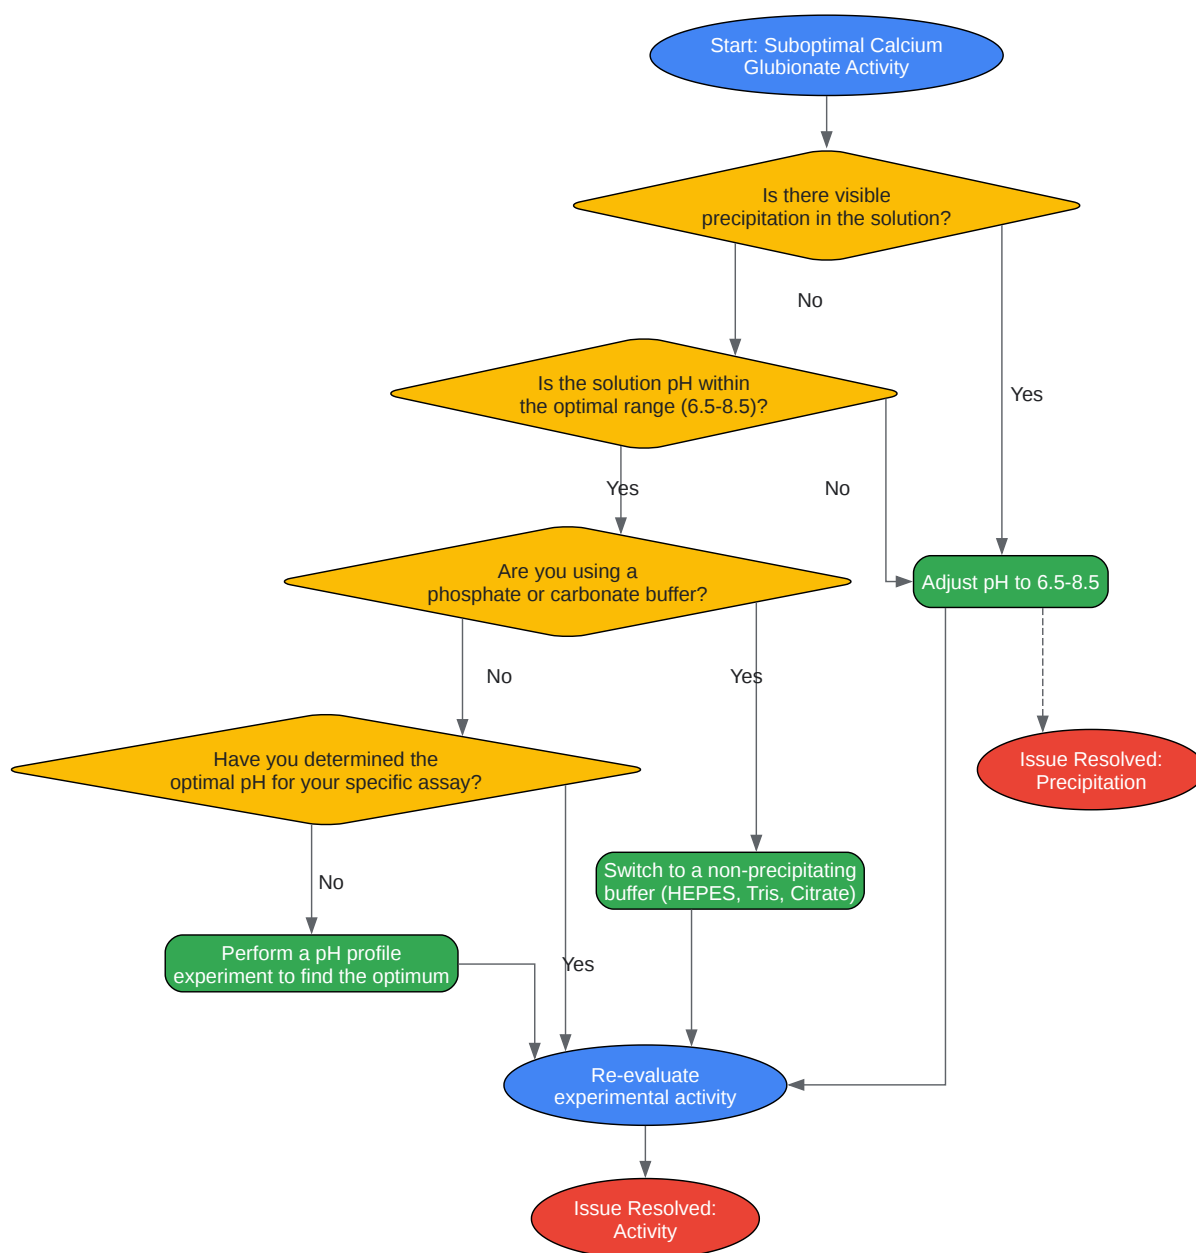 Start: Suboptimal Calcium
Glubionate Activity
Is there visible
precipitation in the solution?
No
Yes
Is the solution pH within
the optimal range (6.5-8.5)?
Yes
No
Adjust pH to 6.5-8.5
Are you using a
phosphate or carbonate buffer?
No
Yes
Issue Resolved:
Precipitation
Have you determined the
optimal pH for your specific assay?
No
Yes
Switch to a non-precipitating
buffer (HEPES, Tris, Citrate)
Perform a pH profile
experiment to find the optimum
Re-evaluate
experimental activity
Issue Resolved:
Activity